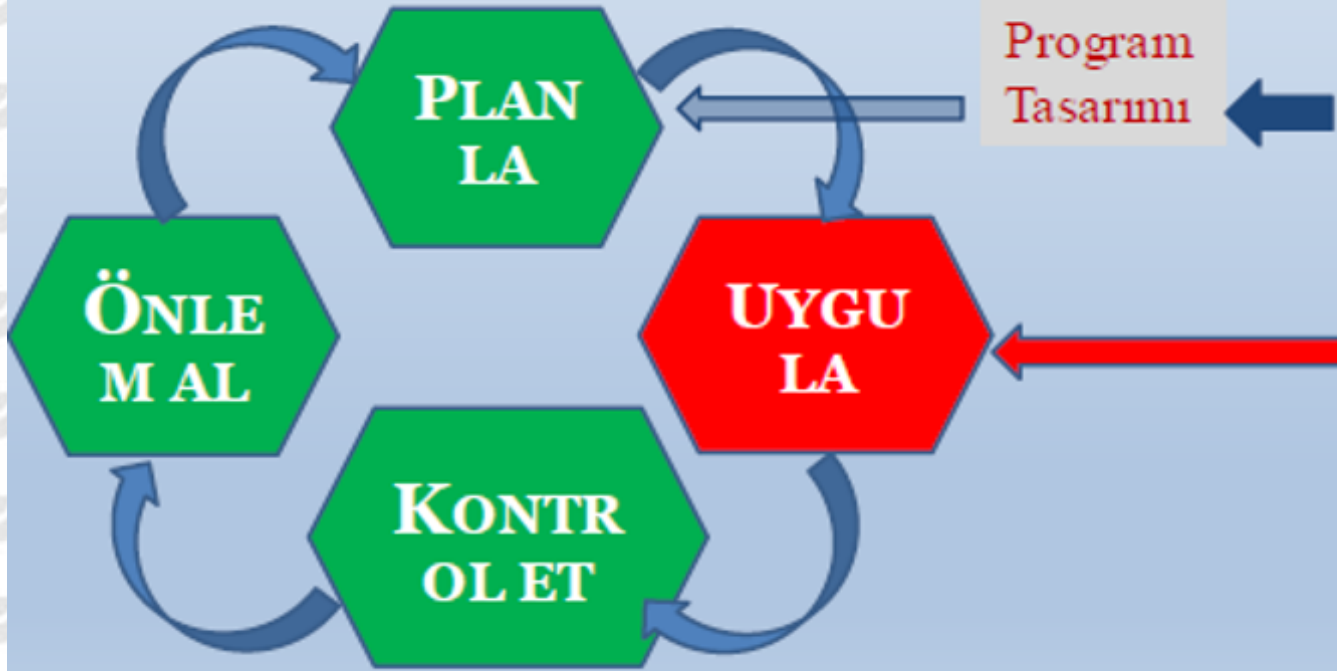 PLAN
LA
Program
Tasarımı
ÖNLE
M AL
UYGU
LA
KONTR
OL ET